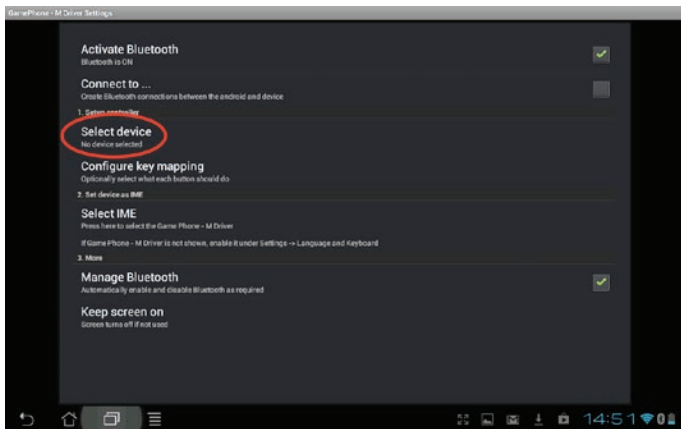 GamePhone - M Driver Settings
Activate Bluetooth
Bluetooth is ON
Connect to ...
Create Bluetooth connections between the android and device
1. Setup controller
Select device
No device selected
Configure key mapping
Optionally select what each button should do
2. Set device as IME
Select IME
Press here to select the Game Phone - M Driver
If Game Phone - M Driver is not shown, enable it under Settings -> Language and Keyboard
3. More
Manage Bluetooth
Automatically enable and disable Bluetooth as required
Keep screen on
Screen turns off if not used
14:51